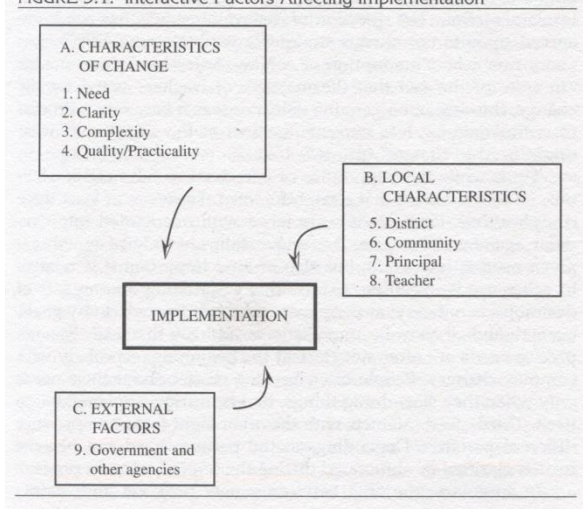 FIGURE 5.1. Interactive Factors Affecting Implementation
A. CHARACTERISTICS
OF CHANGE
1. Need
2. Clarity
3. Complexity
4. Quality/Practicality
B. LOCAL
CHARACTERISTICS
5. District
6. Community
7. Principal
8. Teacher
IMPLEMENTATION
C. EXTERNAL
FACTORS
9. Government and
other agencies